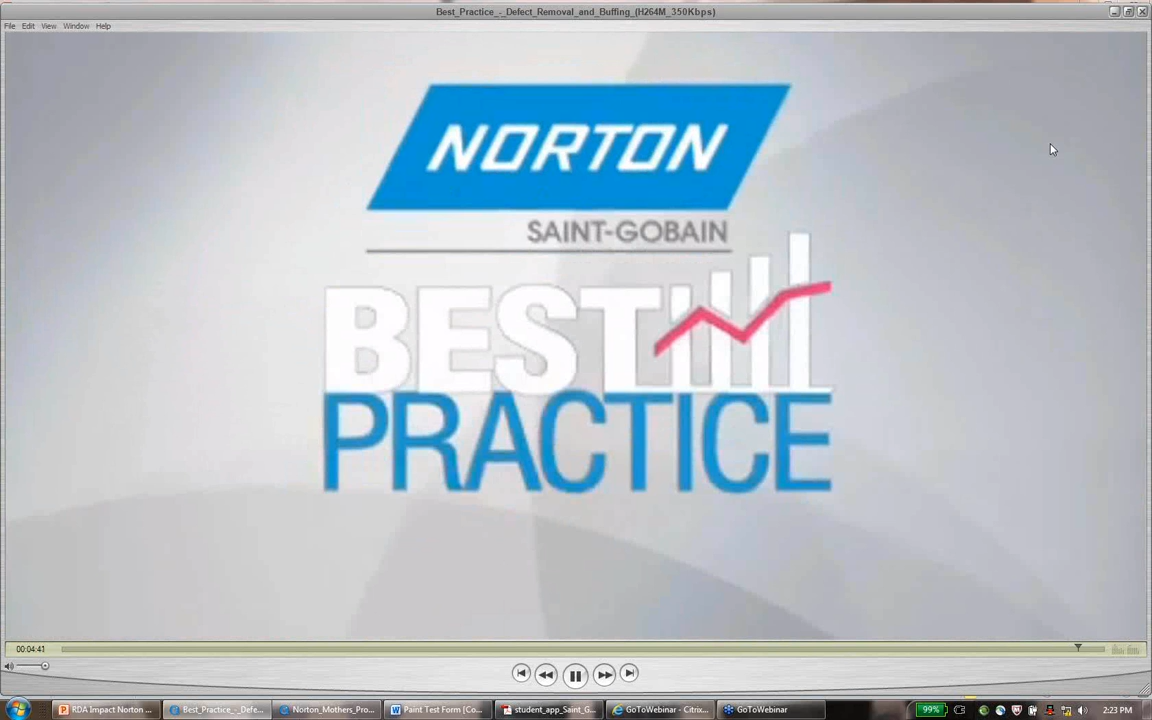 Best_Practice_-_Defect_Removal_and_Buffing_(H264M_350Kbps)
File Edit View Window Help
NORTON
SAINT-GOBAIN
BEST
PRACTICE
00:04:41
RDA Impact Norton ... Best_Practice_-_Defe... Norton_Mothers_Pro... Paint Test Form [Co... student_app_Saint_G... GoToWebinar - Citrix... GoToWebinar 99% 2:23 PM